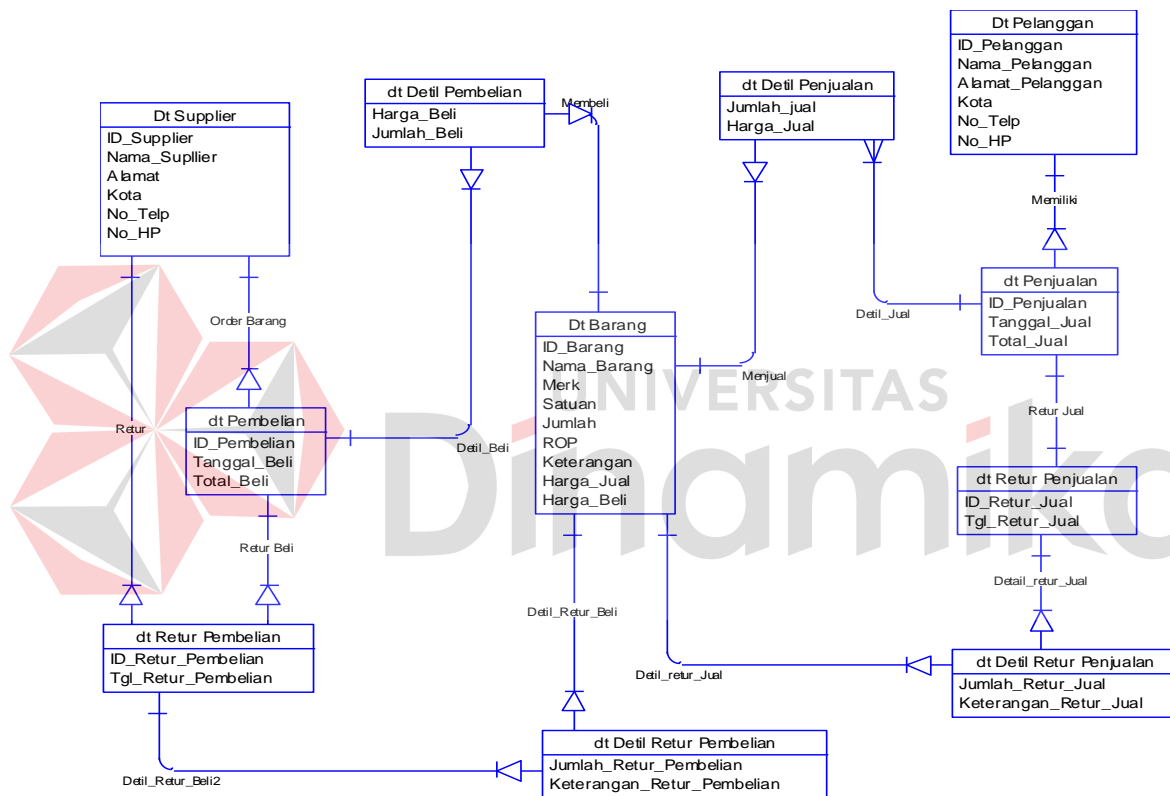 Dt Pelanggan
ID_Pelanggan
Nama_Pelanggan
Alamat_Pelanggan
Kota
No_Telp
No_HP
dt Detil Pembelian
Harga_Beli
Jumlah_Beli
Membeli
dt Detil Penjualan
Jumlah_jual
Harga_Jual
Dt Supplier
ID_Supplier
Nama_Supllier
Alamat
Kota
No_Telp
No_HP
Memiliki
dt Penjualan
ID_Penjualan
Tanggal_Jual
Total_Jual
Order Barang
Detil_Jual
Dt Barang
ID_Barang
Nama_Barang
Merk
Satuan
Jumlah
ROP
Keterangan
Harga_Jual
Harga_Beli
Menjual
UNIVERSITAS
Dinamika
dt Pembelian
ID_Pembelian
Tanggal_Beli
Total_Beli
Retur
Detil_Beli
Retur Jual
dt Retur Penjualan
ID_Retur_Jual
Tgl_Retur_Jual
Retur Beli
Detil_Retur_Beli
Detail_retur_Jual
dt Retur Pembelian
ID_Retur_Pembelian
Tgl_Retur_Pembelian
Detil_retur_Jual
dt Detil Retur Penjualan
Jumlah_Retur_Jual
Keterangan_Retur_Jual
dt Detil Retur Pembelian
Jumlah_Retur_Pembelian
Keterangan_Retur_Pembelian
Detil_Retur_Beli2